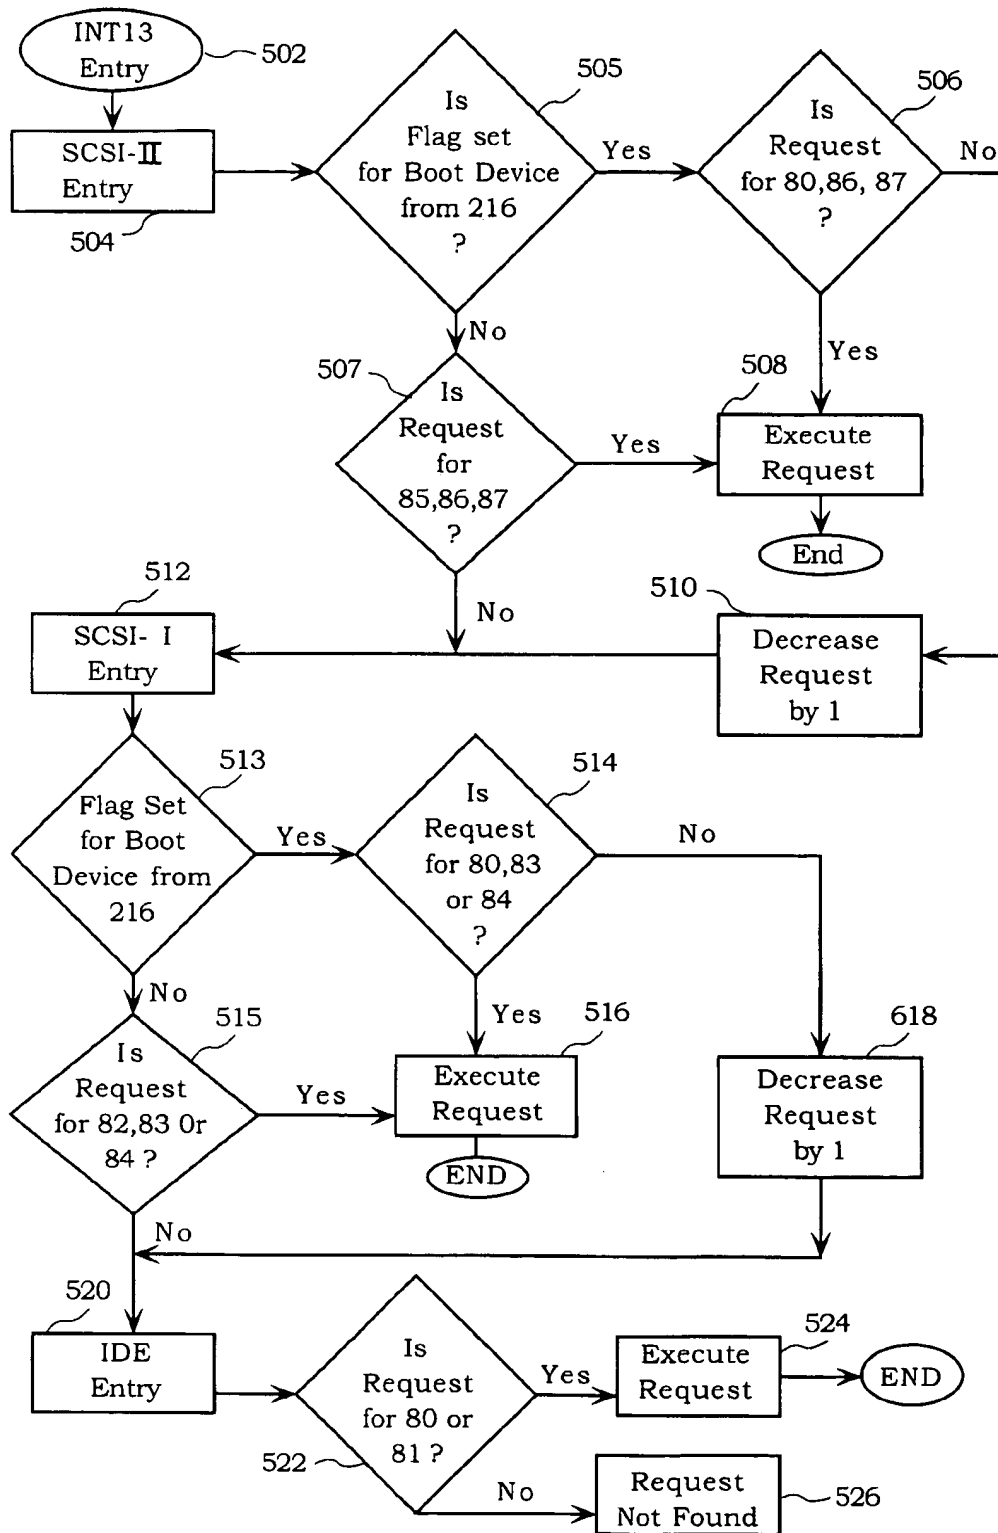 INT13
Entry
502
SCSI-II
Entry
504
Is
Flag set
for Boot Device
from 216
?
505
Yes
Is
Request
for 80,86, 87
?
506
No
No
Yes
507
Is
Request
for
85,86,87
?
Yes
508
Execute
Request
End
No
510
Decrease
Request
by 1
512
SCSI- I
Entry
513
Flag Set
for Boot
Device from
216
Yes
514
Is
Request
for 80,83
or 84
?
No
No
Yes
515
Is
Request
for 82,83 Or
84 ?
Yes
516
Execute
Request
END
618
Decrease
Request
by 1
No
520
IDE
Entry
Is
Request
for 80 or
81 ?
522
Yes
524
Execute
Request
END
No
Request
Not Found
526